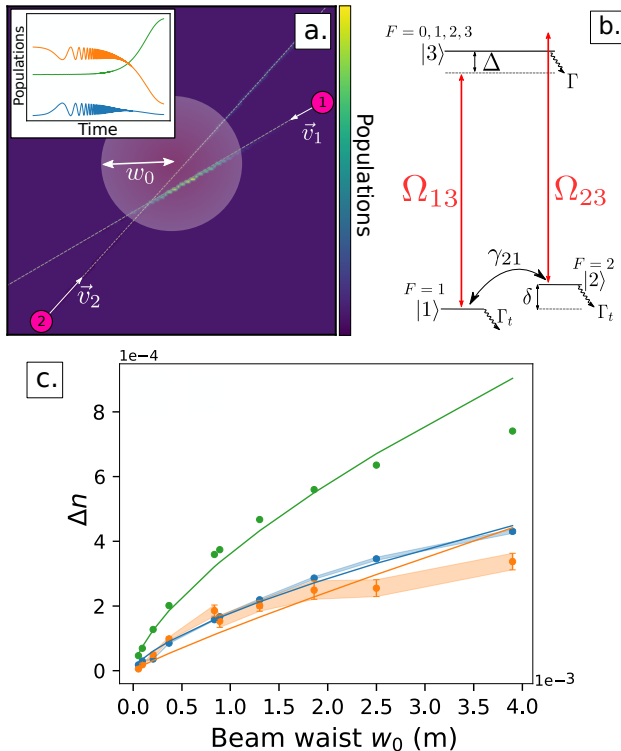 a.
Populations
Time
1
v⃗₁
w₀
v⃗₂
2
Populations
b.
F = 0, 1, 2, 3
|3⟩
Δ
Γ
Ω₁₃
Ω₂₃
γ₂₁
F = 1
|1⟩
Γₜ
F = 2
|2⟩
δ
Γₜ
c.
1e−4
8
6
4
2
0
Δn
0.0 0.5 1.0 1.5 2.0 2.5 3.0 3.5 4.0
1e−3
Beam waist w₀ (m)